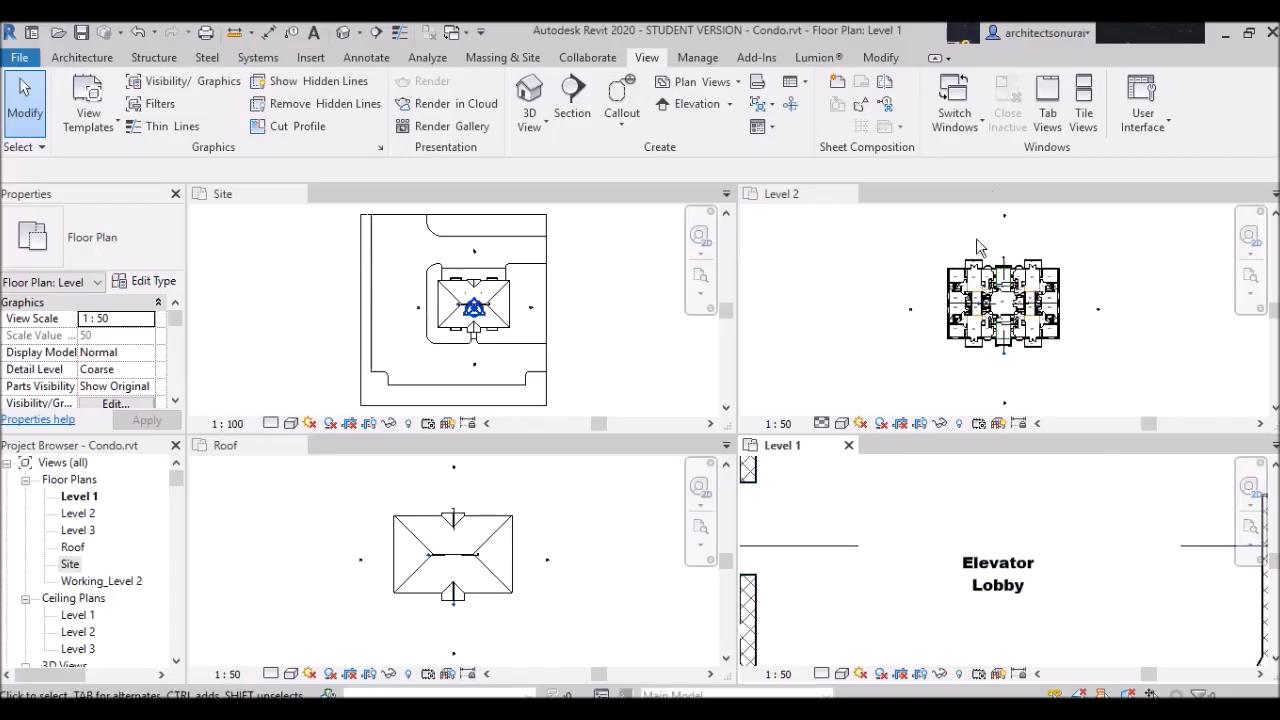 Autodesk Revit 2020 - STUDENT VERSION - Condo.rvt - Floor Plan: Level 1
architectsonurai
File Architecture Structure Steel Systems Insert Annotate Analyze Massing & Site Collaborate View Manage Add-Ins Lumion® Modify
Modify
Select
View
Templates
Visibility/ Graphics
Filters
Thin Lines
Show Hidden Lines
Remove Hidden Lines
Cut Profile
Graphics
Render
Render in Cloud
Render Gallery
Presentation
3D
View
Section
Callout
Plan Views
Elevation
Create
Sheet Composition
Switch
Windows
Close
Inactive
Tab
Views
Tile
Views
Windows
User
Interface
Properties
Floor Plan
Floor Plan: Level
Edit Type
Graphics
View Scale 1 : 50
Scale Value ... 50
Display Model Normal
Detail Level Coarse
Parts Visibility Show Original
Visibility/Gr... Edit...
Properties help Apply
Project Browser - Condo.rvt
Views (all)
Floor Plans
Level 1
Level 2
Level 3
Roof
Site
Working_Level 2
Ceiling Plans
Level 1
Level 2
Level 3
3D Views
Site
2D
1 : 100
Level 2
2D
1 : 50
Roof
2D
1 : 50
Level 1
2D
Elevator
Lobby
1 : 50
Click to select, TAB for alternates, CTRL adds, SHIFT unselects.
Main Model